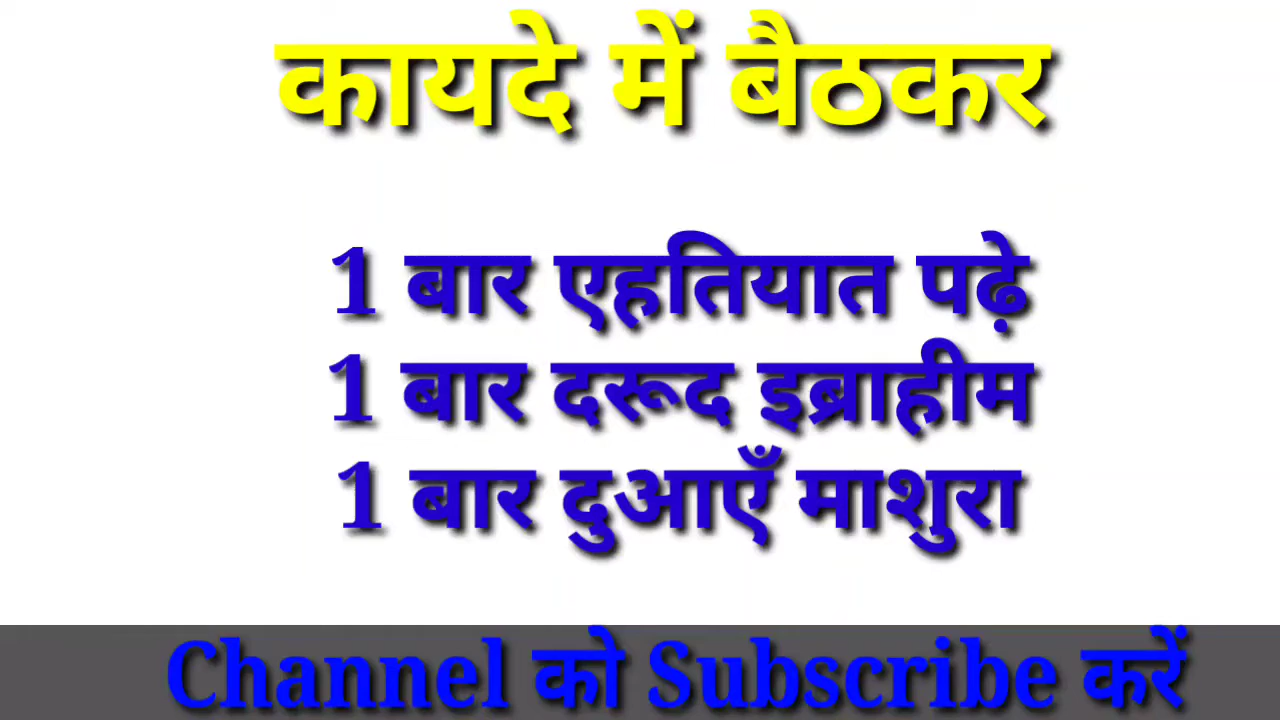 कायदे में बैठकर
1 बार एहतियात पढ़े
1 बार दरूद इब्राहीम
1 बार दुआएँ माशुरा
Channel को Subscribe करें